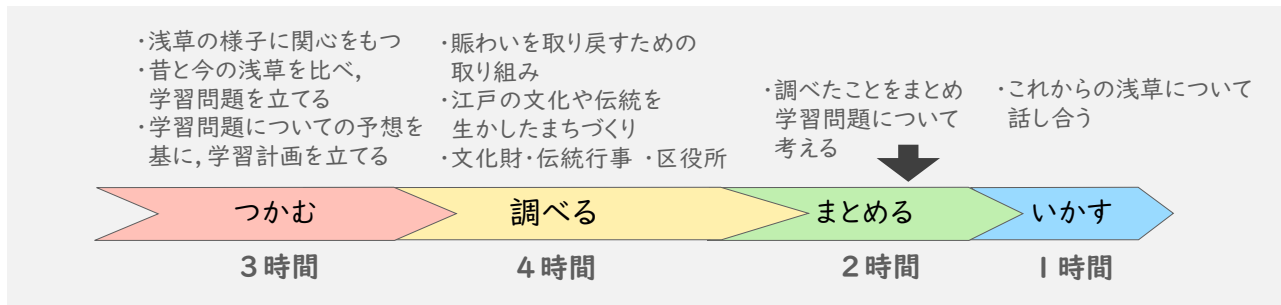 ・浅草の様子に関心をもつ
・昔と今の浅草を比べ,
学習問題を立てる
・学習問題についての予想を
基に,学習計画を立てる
・賑わいを取り戻すための
取り組み
・江戸の文化や伝統を
生かしたまちづくり
・文化財・伝統行事 ・区役所
・調べたことをまとめ
学習問題について
考える
・これからの浅草について
話し合う
つかむ
調べる
まとめる
いかす
3時間
4時間
2時間
1時間